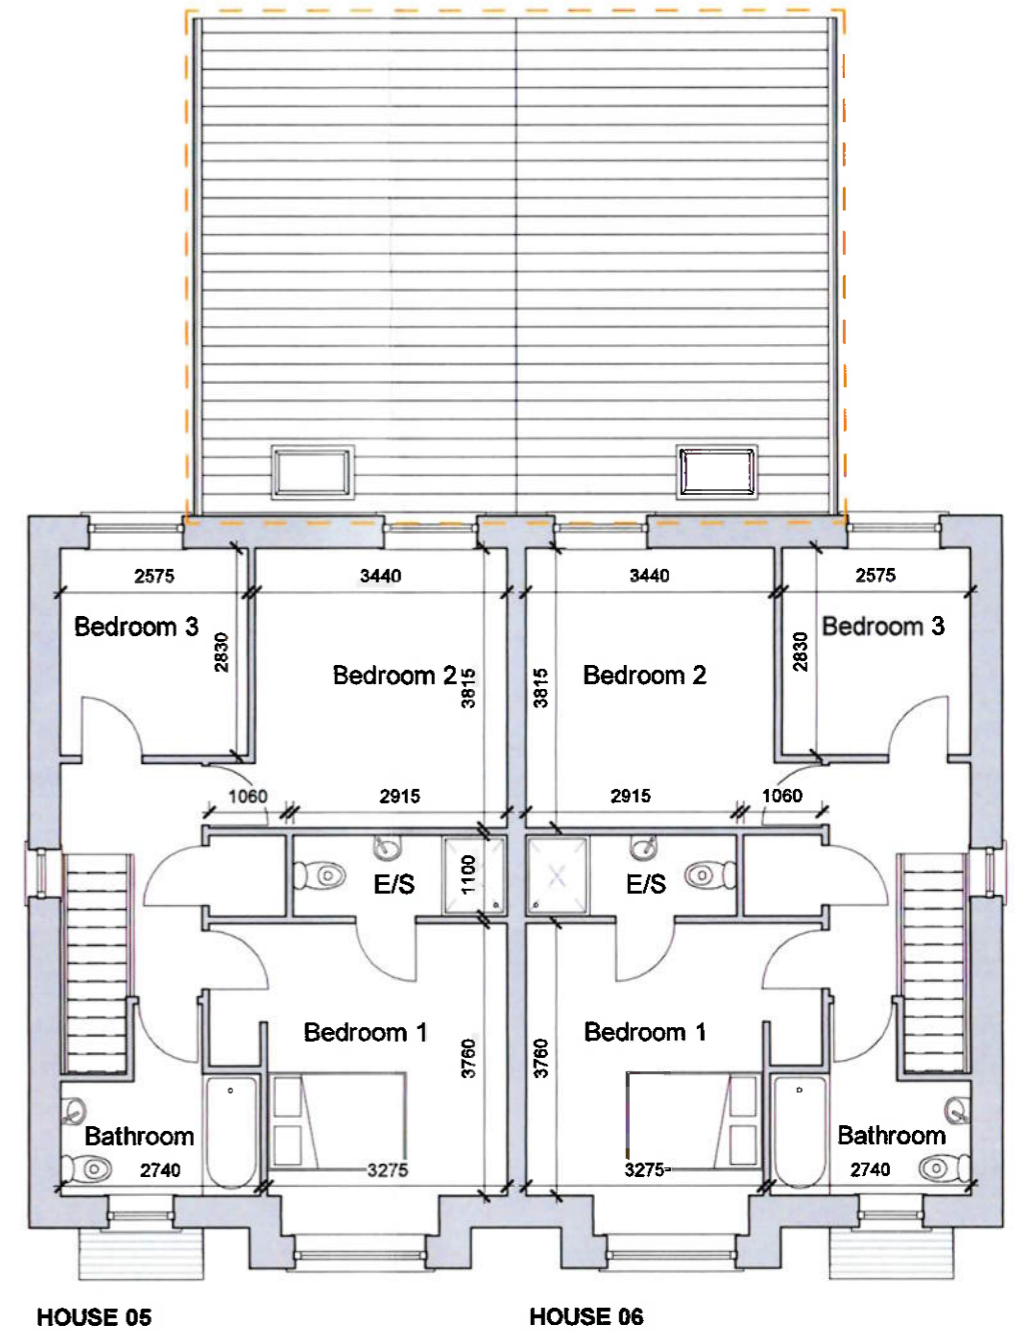 2575 3440 3440 2575
Bedroom 3 Bedroom 3
2830 2830
Bedroom 2 Bedroom 2
3815 3815
1060 2915 2915 1060
E/S 1100 E/S
Bedroom 1 Bedroom 1
3760 3760
Bathroom Bathroom
2740 3275 3275 2740
HOUSE 05 HOUSE 06